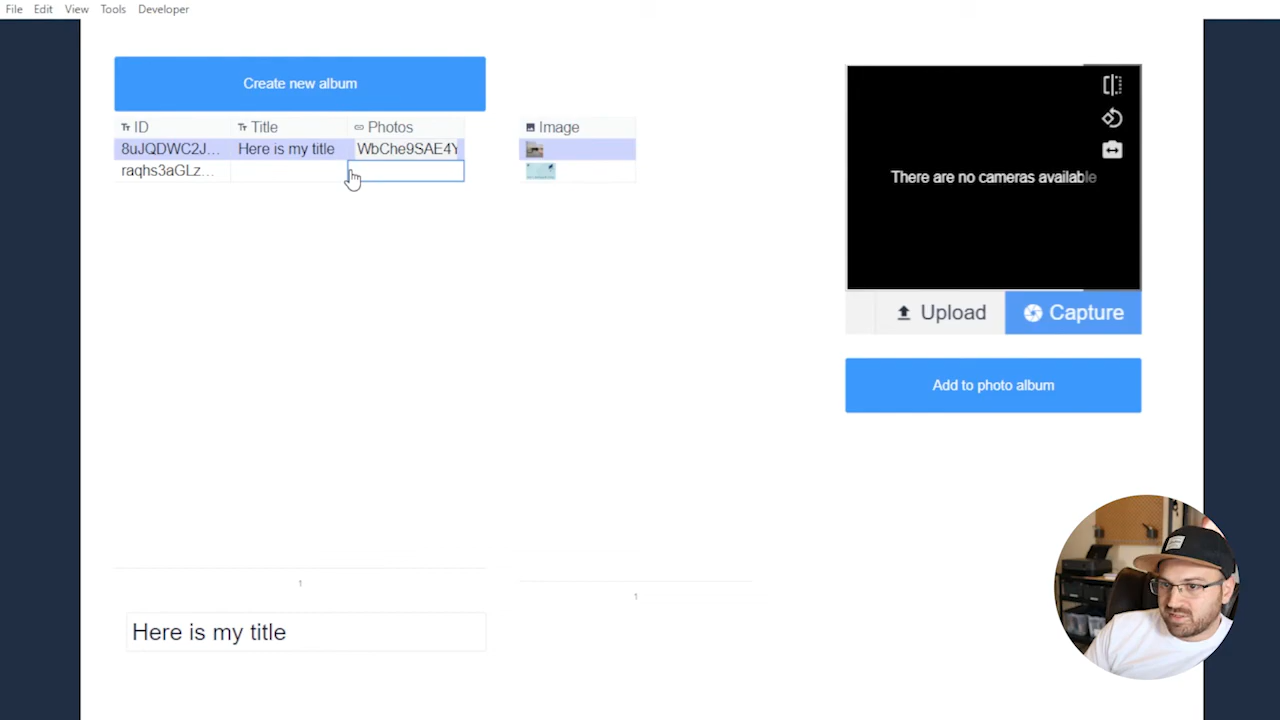 File Edit View Tools Developer
Create new album
ID Title Photos
8uJQDWC2J... Here is my title WbChe9SAE4Y
raqhs3aGLz...
Image
There are no cameras available
Upload Capture
Add to photo album
1
1
Here is my title